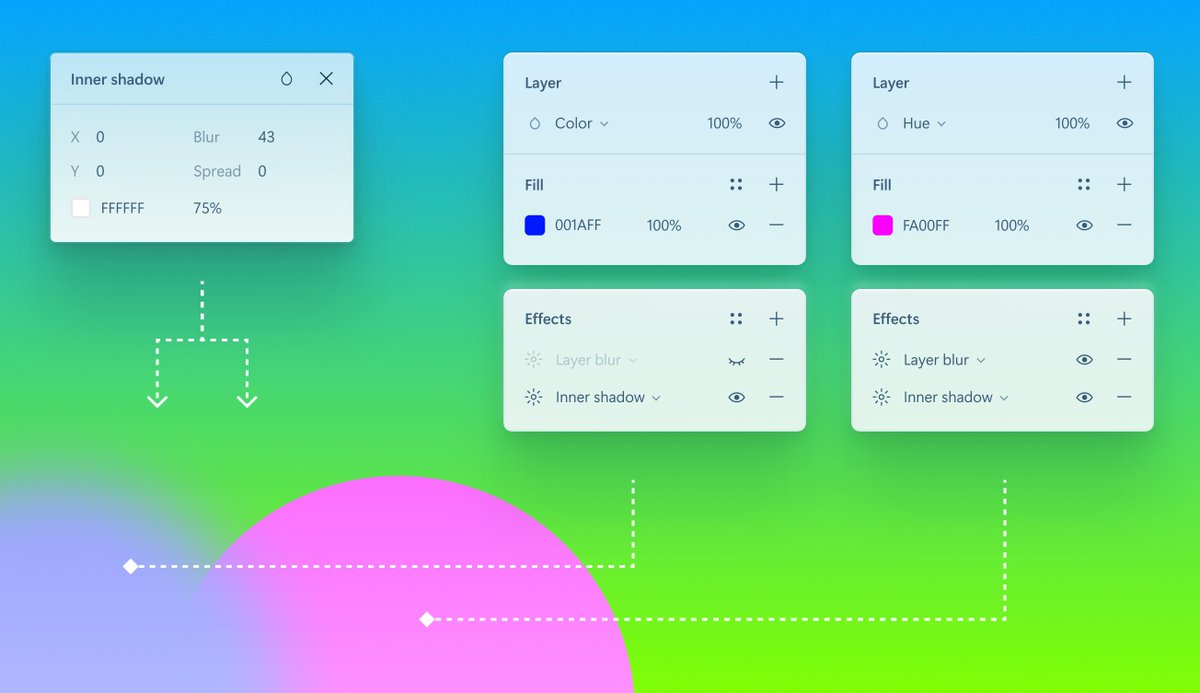 Inner shadow
X 0 Blur 43
Y 0 Spread 0
FFFFFF 75%
Layer
Color 100%
Fill
001AFF 100%
Effects
Layer blur
Inner shadow
Layer
Hue 100%
Fill
FA00FF 100%
Effects
Layer blur
Inner shadow